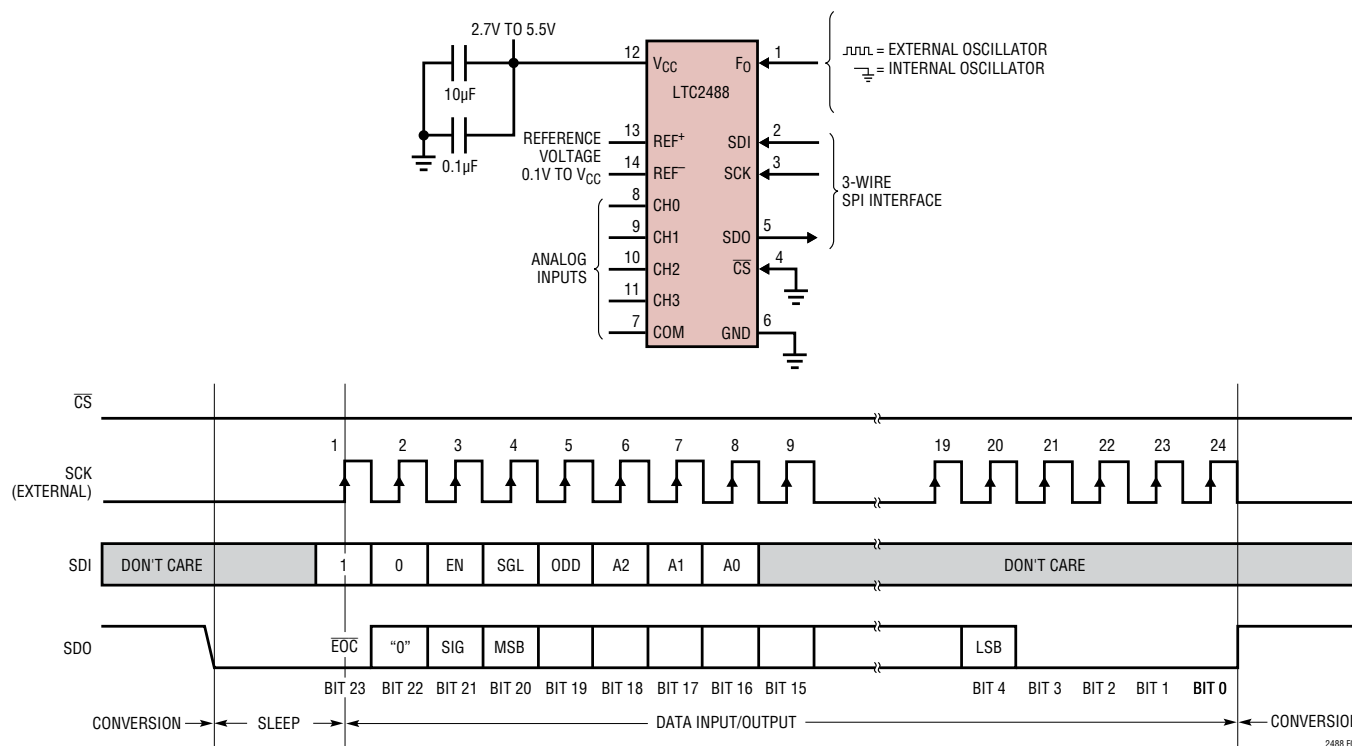 2.7V TO 5.5V
10µF
0.1µF
REFERENCE
VOLTAGE
0.1V TO VCC
ANALOG
INPUTS
12
13
14
8
9
10
11
7
VCC
REF+
REF–
CH0
CH1
CH2
CH3
COM
LTC2488
FO
SDI
SCK
SDO
CS
GND
1
2
3
5
4
6
= EXTERNAL OSCILLATOR
= INTERNAL OSCILLATOR
3-WIRE
SPI INTERFACE
CS
1 2 3 4 5 6 7 8 9 19 20 21 22 23 24
SCK
(EXTERNAL)
SDI DON'T CARE 1 0 EN SGL ODD A2 A1 A0 DON'T CARE
SDO EOC “0” SIG MSB LSB
BIT 23 BIT 22 BIT 21 BIT 20 BIT 19 BIT 18 BIT 17 BIT 16 BIT 15 BIT 4 BIT 3 BIT 2 BIT 1 BIT 0
CONVERSION SLEEP DATA INPUT/OUTPUT CONVERSION
2488